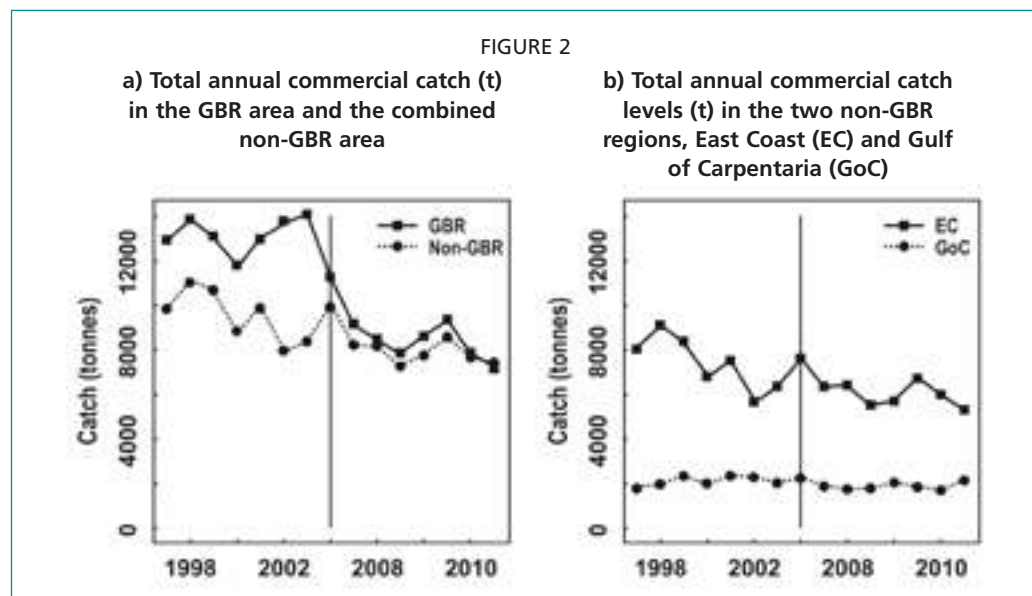 FIGURE 2
a) Total annual commercial catch (t)
in the GBR area and the combined
non-GBR area
b) Total annual commercial catch
levels (t) in the two non-GBR
regions, East Coast (EC) and Gulf
of Carpentaria (GoC)
GBR
Non-GBR
Catch (tonnes)
12000
8000
4000
0
1998 2002 2008 2010
EC
GoC
Catch (tonnes)
12000
8000
4000
0
1998 2002 2008 2010